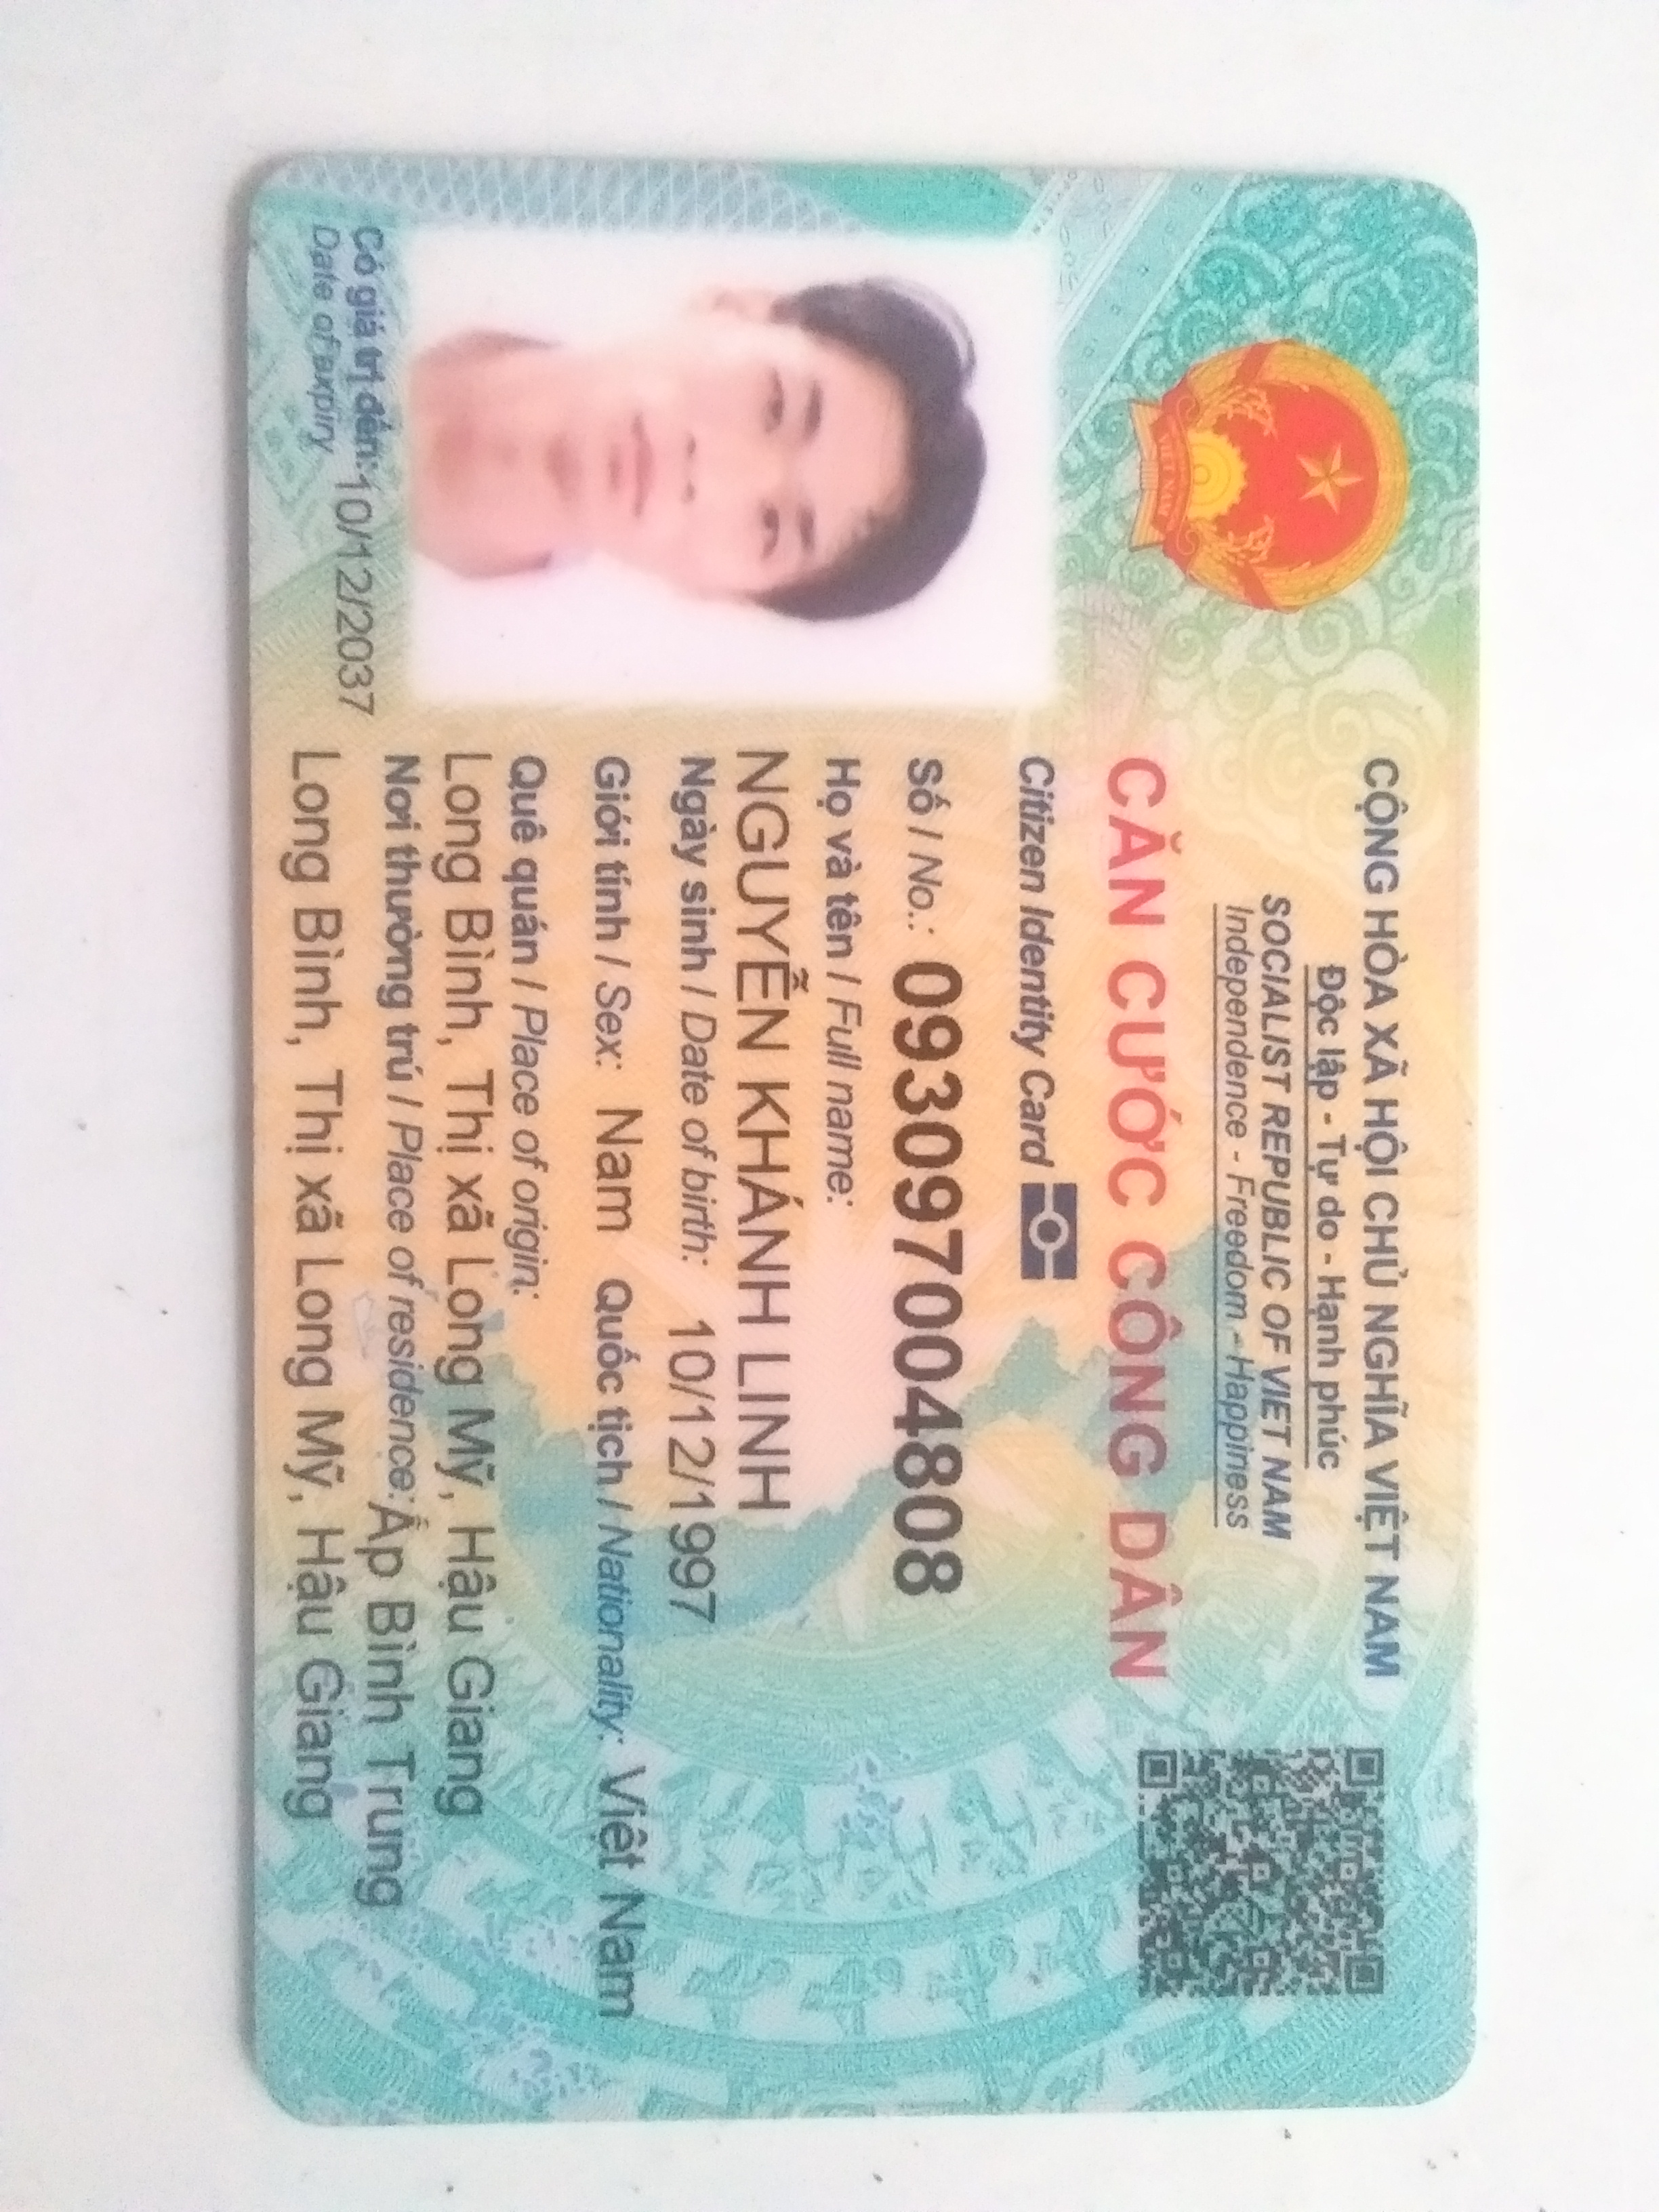 CỘNG HÒA XÃ HỘI CHỦ NGHĨA VIỆT NAM
Độc lập - Tự do - Hạnh phúc
SOCIALIST REPUBLIC OF VIET NAM
Independence - Freedom - Happiness
CĂN CƯỚC CÔNG DÂN
Citizen Identity Card
Số / No.: 093097004808
Họ và tên / Full name:
NGUYỄN KHÁNH LINH
Ngày sinh / Date of birth: 10/12/1997
Giới tính / Sex: Nam Quốc tịch / Nationality: Việt Nam
Quê quán / Place of origin:
Long Bình, Thị xã Long Mỹ, Hậu Giang
Nơi thường trú / Place of residence: Ấp Bình Trung
Long Bình, Thị xã Long Mỹ, Hậu Giang
Có giá trị đến: 10/12/2037
Date of expiry
VIỆT NAM